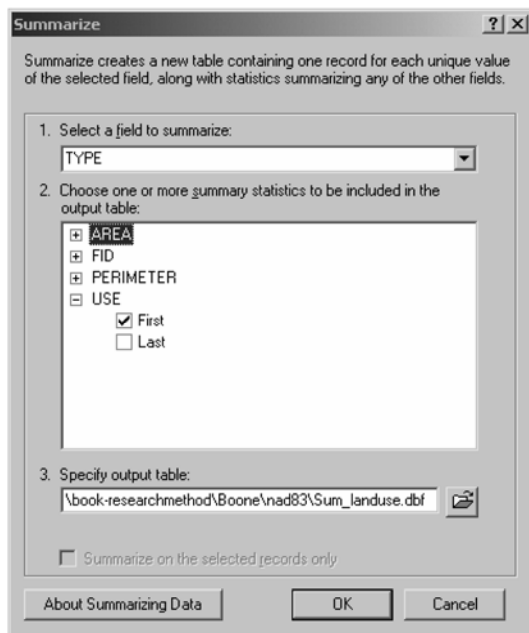 Summarize
Summarize creates a new table containing one record for each unique value
of the selected field, along with statistics summarizing any of the other fields.
1. Select a field to summarize:
TYPE
2. Choose one or more summary statistics to be included in the
output table:
AREA
FID
PERIMETER
USE
First
Last
3. Specify output table:
\book-researchmethod\Boone\nad83\Sum_landuse.dbf
Summarize on the selected records only
About Summarizing Data
OK
Cancel